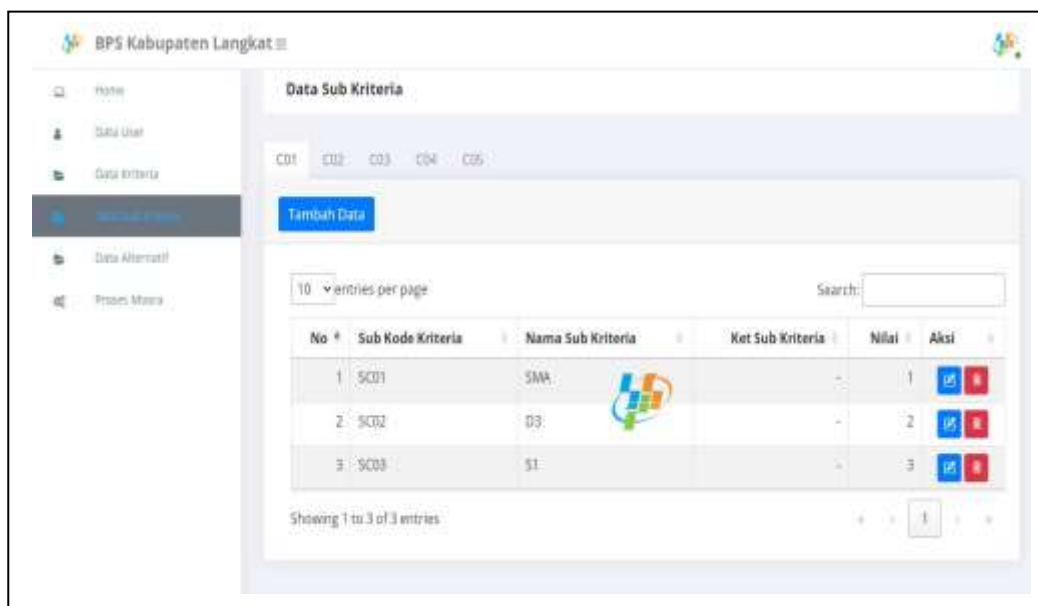 BPS Kabupaten Langkat
Home
Data User
Data Kriteria
Data Sub Kriteria
Data Alternatif
Proses Moora
Data Sub Kriteria
C01 C02 C03 C04 C05
Tambah Data
10 entries per page
Search:
No Sub Kode Kriteria Nama Sub Kriteria Ket Sub Kriteria Nilai Aksi
1 SC01 SMA - 1
2 SC02 D3 - 2
3 SC03 S1 - 3
Showing 1 to 3 of 3 entries
« ‹ 1 › »